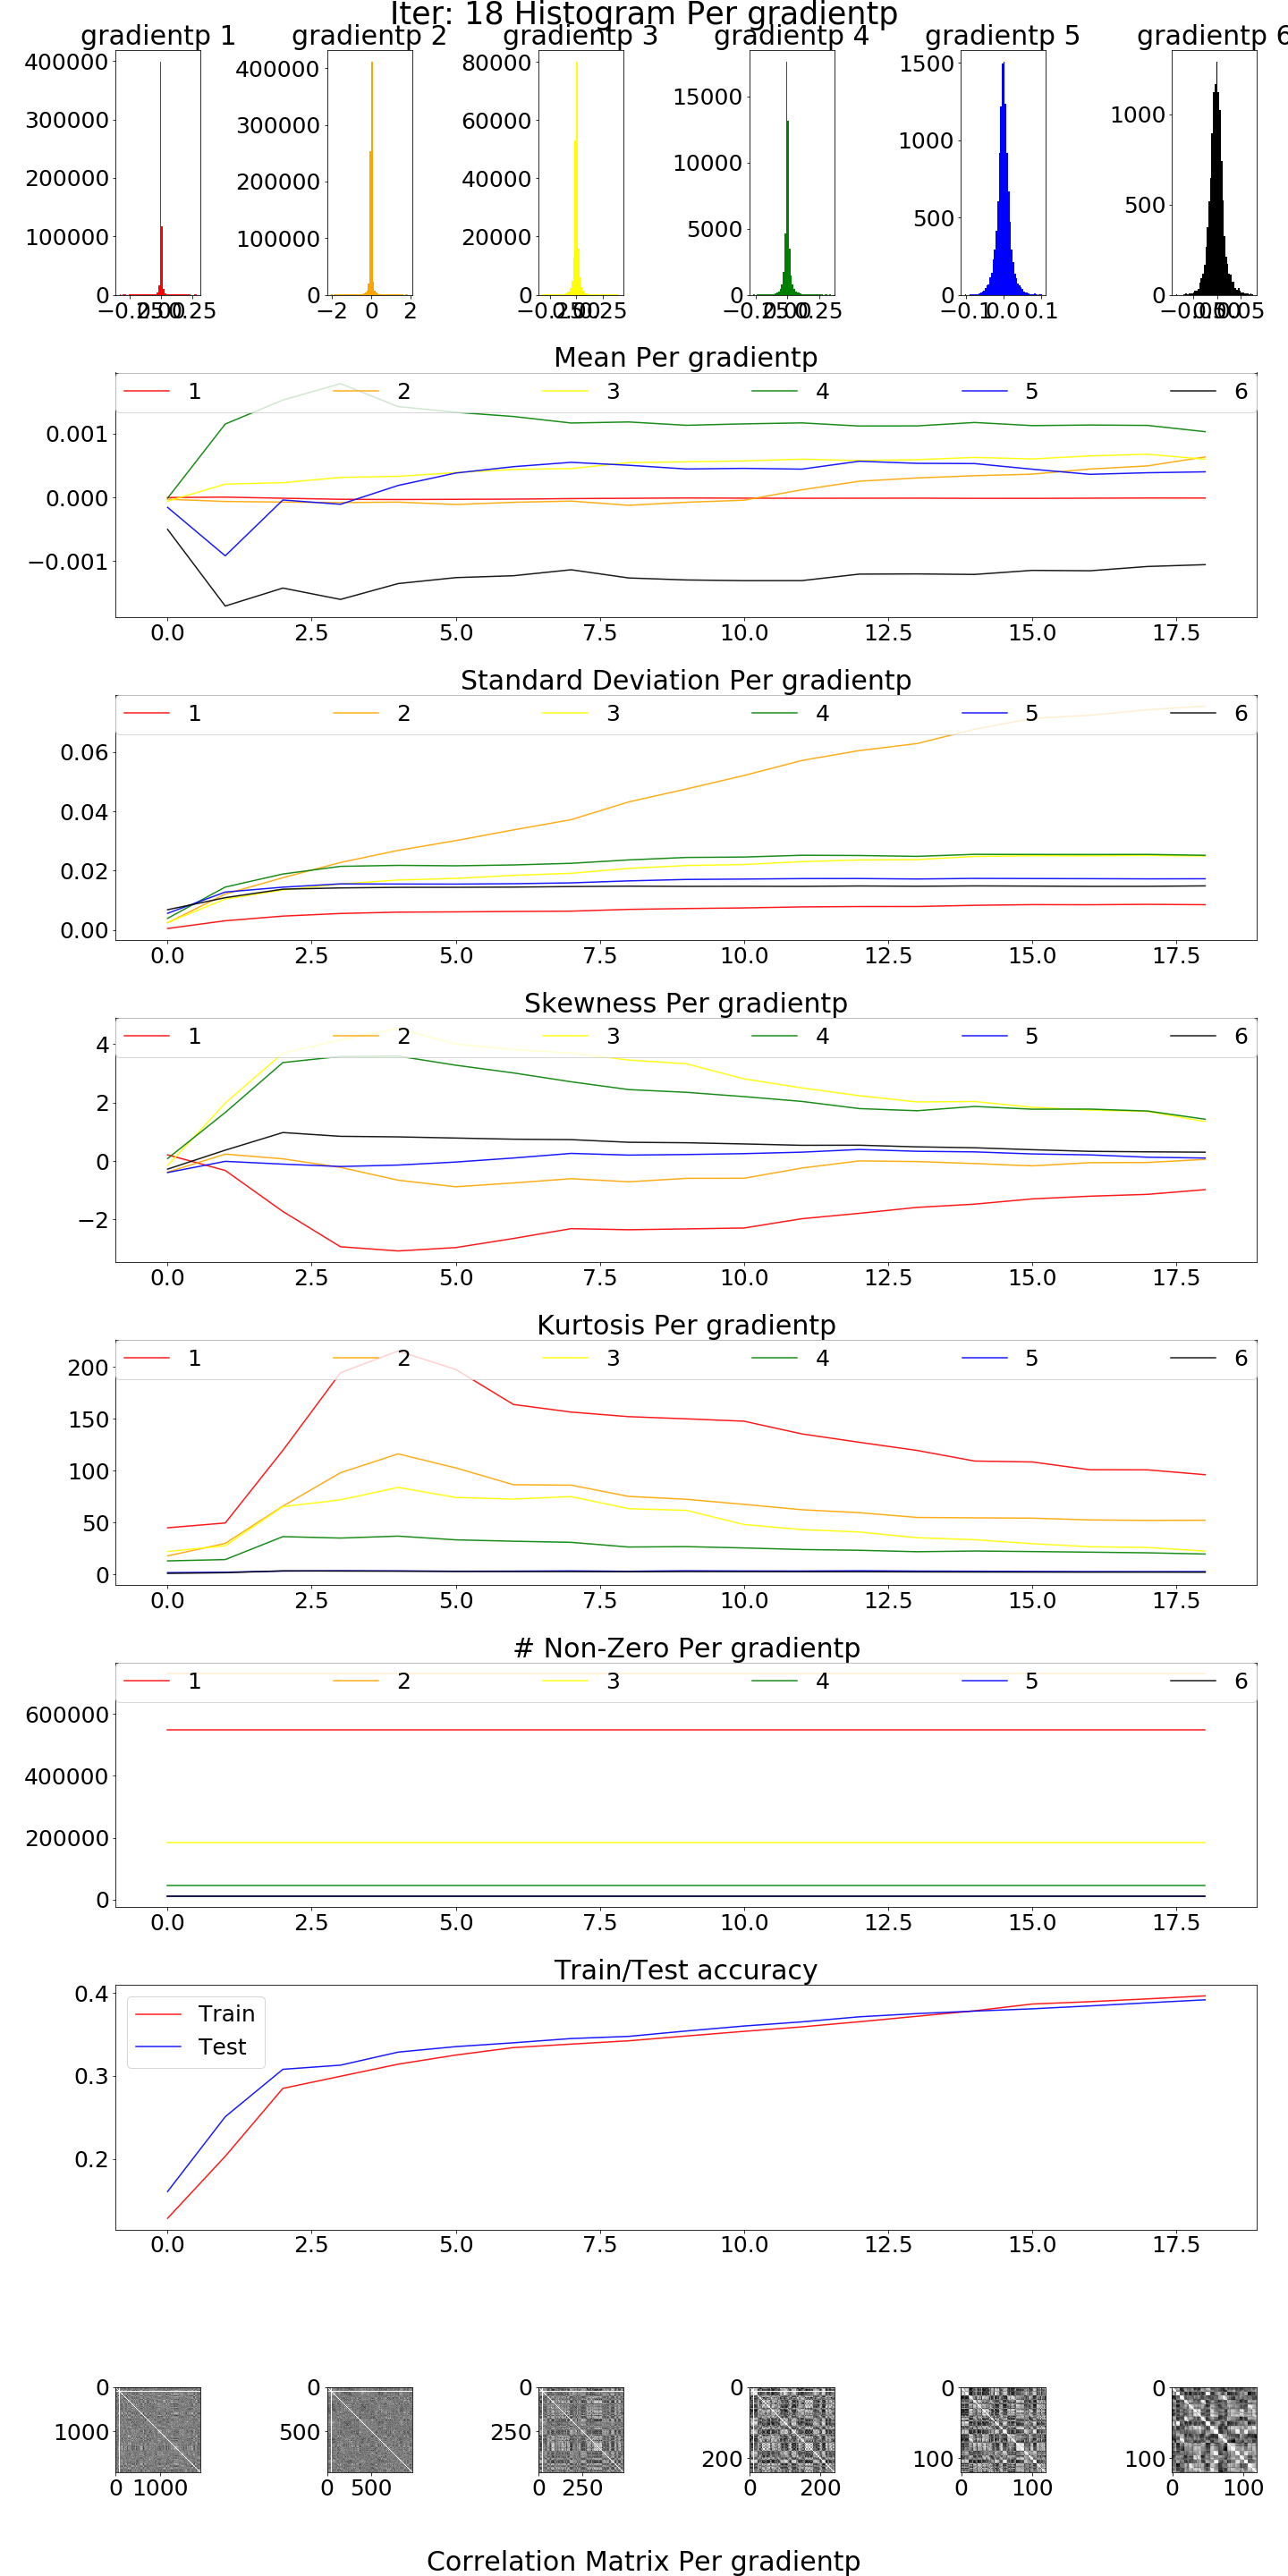 Iter: 18 Histogram Per gradientp
gradientp 1 gradientp 2 gradientp 3 gradientp 4 gradientp 5 gradientp 6
400000
300000
200000
100000
0
400000
300000
200000
100000
0
−2 0 2
80000
60000
40000
20000
0
15000
10000
5000
0
1500
1000
500
0
−0.1 0.0 0.1
1000
500
0
Mean Per gradientp
1 2 3 4 5 6
0.001
0.000
−0.001
0.0 2.5 5.0 7.5 10.0 12.5 15.0 17.5
Standard Deviation Per gradientp
1 2 3 4 5 6
0.06
0.04
0.02
0.00
0.0 2.5 5.0 7.5 10.0 12.5 15.0 17.5
Skewness Per gradientp
1 2 3 4 5 6
4
2
0
−2
0.0 2.5 5.0 7.5 10.0 12.5 15.0 17.5
Kurtosis Per gradientp
1 2 3 4 5 6
200
150
100
50
0
0.0 2.5 5.0 7.5 10.0 12.5 15.0 17.5
# Non-Zero Per gradientp
1 2 3 4 5 6
600000
400000
200000
0
0.0 2.5 5.0 7.5 10.0 12.5 15.0 17.5
Train/Test accuracy
Train
Test
0.4
0.3
0.2
0.0 2.5 5.0 7.5 10.0 12.5 15.0 17.5
0
1000
0 1000
0
500
0 500
0
250
0 250
0
200
0 200
0
100
0 100
0
100
0 100
Correlation Matrix Per gradientp